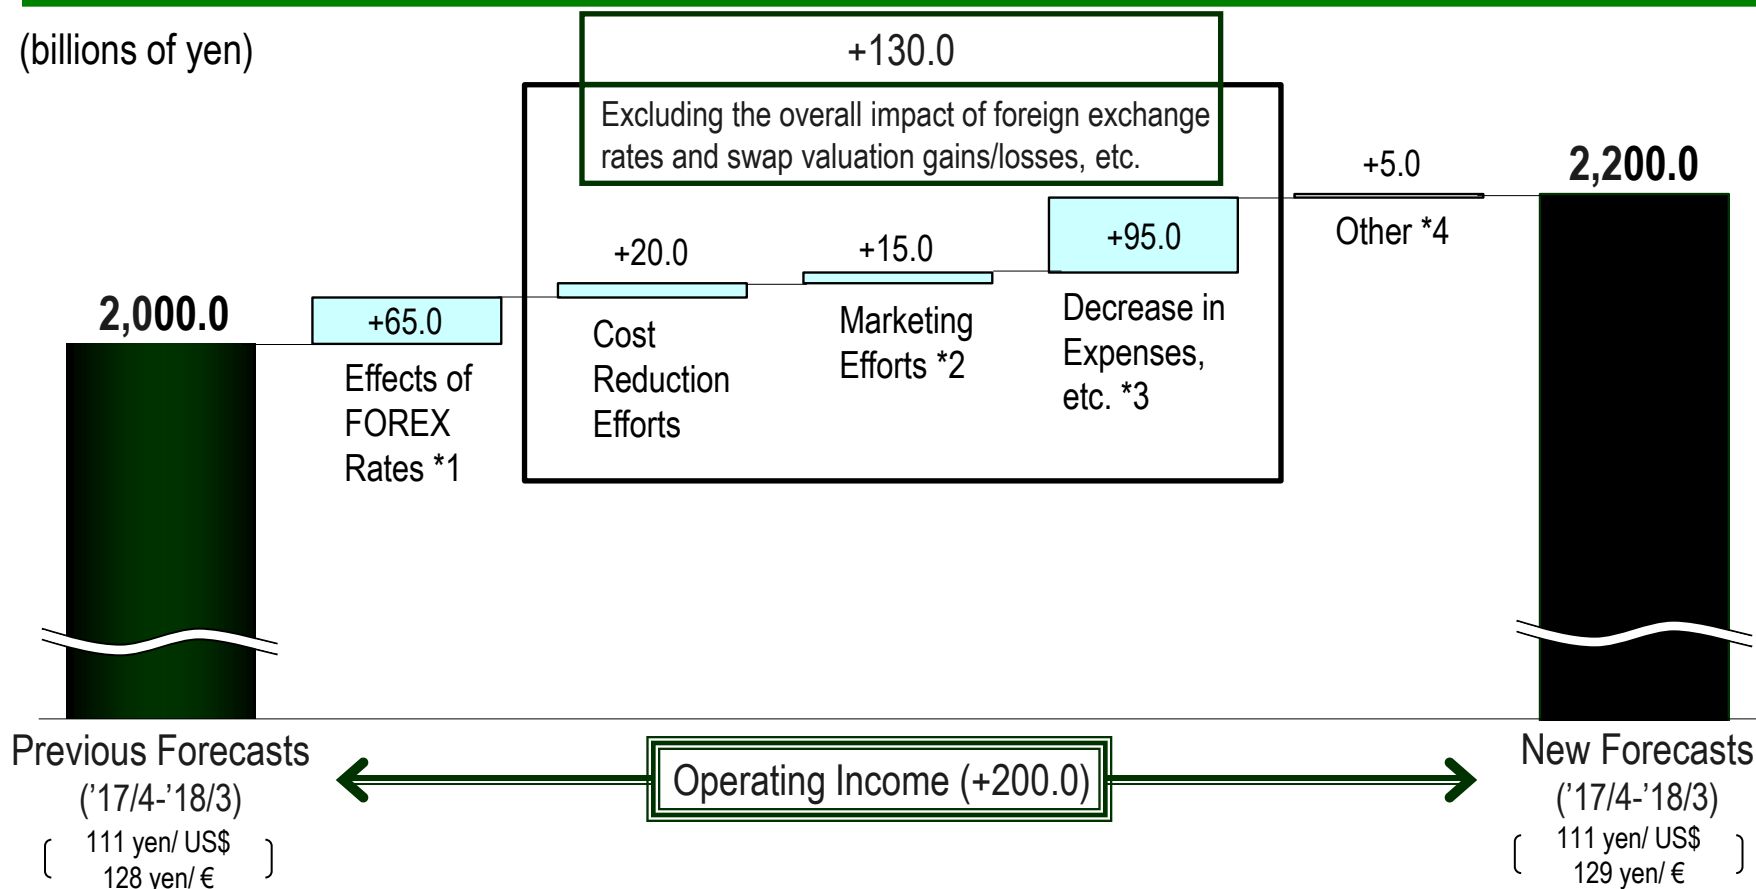 (billions of yen)
+130.0
Excluding the overall impact of foreign exchange
rates and swap valuation gains/losses, etc.
2,000.0
+65.0
Effects of
FOREX
Rates *1
+20.0
Cost
Reduction
Efforts
+15.0
Marketing
Efforts *2
+95.0
Decrease in
Expenses,
etc. *3
+5.0
Other *4
2,200.0
Previous Forecasts
('17/4-'18/3)
111 yen/ US$
128 yen/ €
Operating Income (+200.0)
New Forecasts
('17/4-'18/3)
111 yen/ US$
129 yen/ €